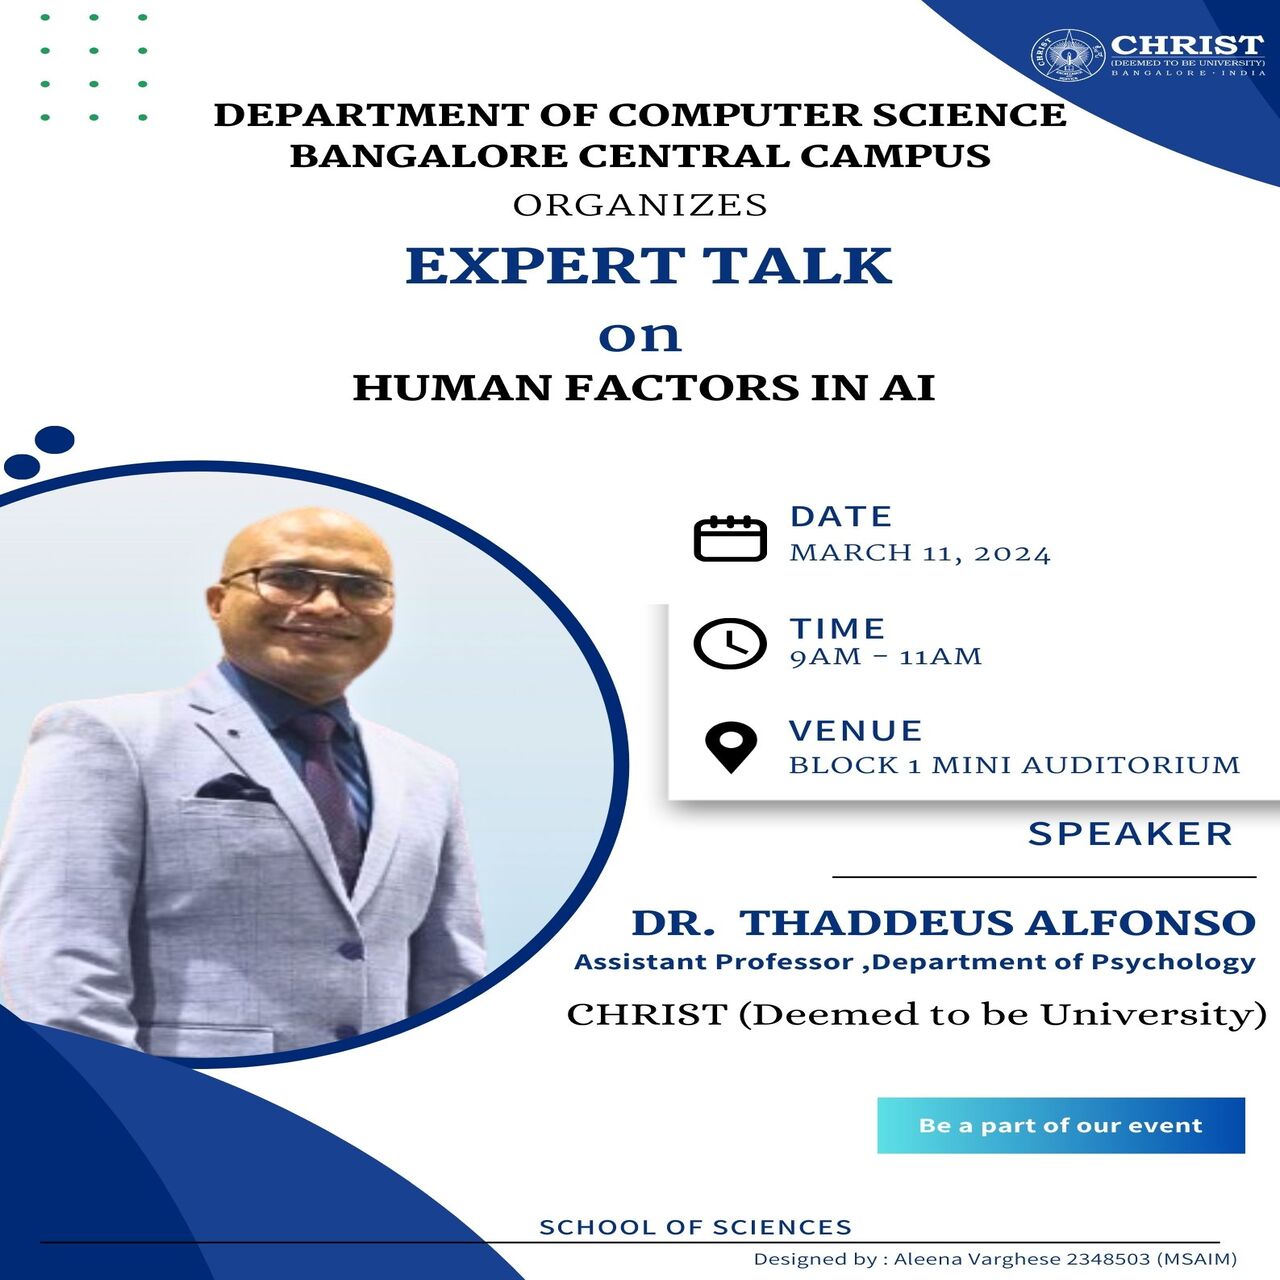 CHRIST
(DEEMED TO BE UNIVERSITY)
BANGALORE · INDIA
DEPARTMENT OF COMPUTER SCIENCE
BANGALORE CENTRAL CAMPUS
ORGANIZES
EXPERT TALK
on
HUMAN FACTORS IN AI
DATE
MARCH 11, 2024
TIME
9AM - 11AM
VENUE
BLOCK 1 MINI AUDITORIUM
SPEAKER
DR. THADDEUS ALFONSO
Assistant Professor ,Department of Psychology
CHRIST (Deemed to be University)
Be a part of our event
SCHOOL OF SCIENCES
Designed by : Aleena Varghese 2348503 (MSAIM)